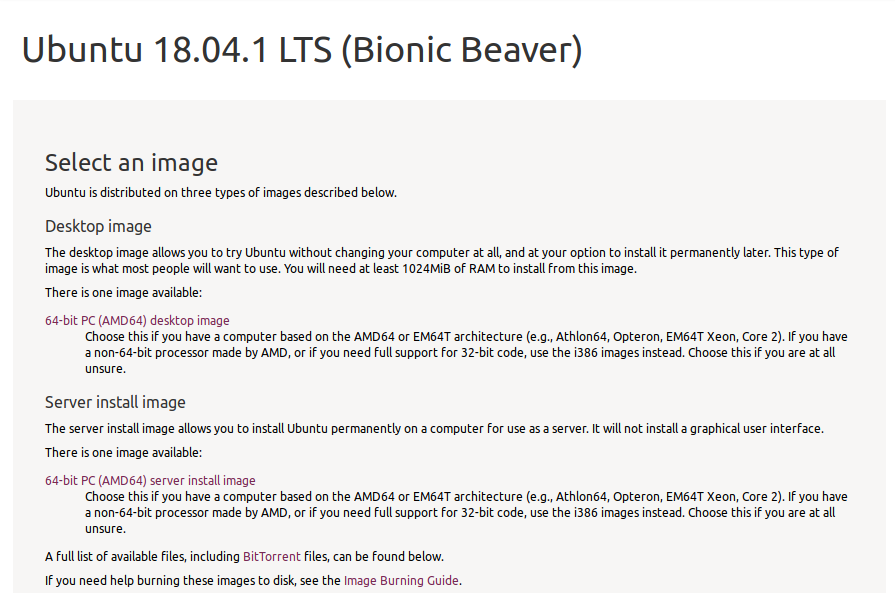 Ubuntu 18.04.1 LTS (Bionic Beaver)
Select an image
Ubuntu is distributed on three types of images described below.
Desktop image
The desktop image allows you to try Ubuntu without changing your computer at all, and at your option to install it permanently later. This type of
image is what most people will want to use. You will need at least 1024MiB of RAM to install from this image.
There is one image available:
64-bit PC (AMD64) desktop image
Choose this if you have a computer based on the AMD64 or EM64T architecture (e.g., Athlon64, Opteron, EM64T Xeon, Core 2). If you have
a non-64-bit processor made by AMD, or if you need full support for 32-bit code, use the i386 images instead. Choose this if you are at all
unsure.
Server install image
The server install image allows you to install Ubuntu permanently on a computer for use as a server. It will not install a graphical user interface.
There is one image available:
64-bit PC (AMD64) server install image
Choose this if you have a computer based on the AMD64 or EM64T architecture (e.g., Athlon64, Opteron, EM64T Xeon, Core 2). If you have
a non-64-bit processor made by AMD, or if you need full support for 32-bit code, use the i386 images instead. Choose this if you are at all
unsure.
A full list of available files, including BitTorrent files, can be found below.
If you need help burning these images to disk, see the Image Burning Guide.